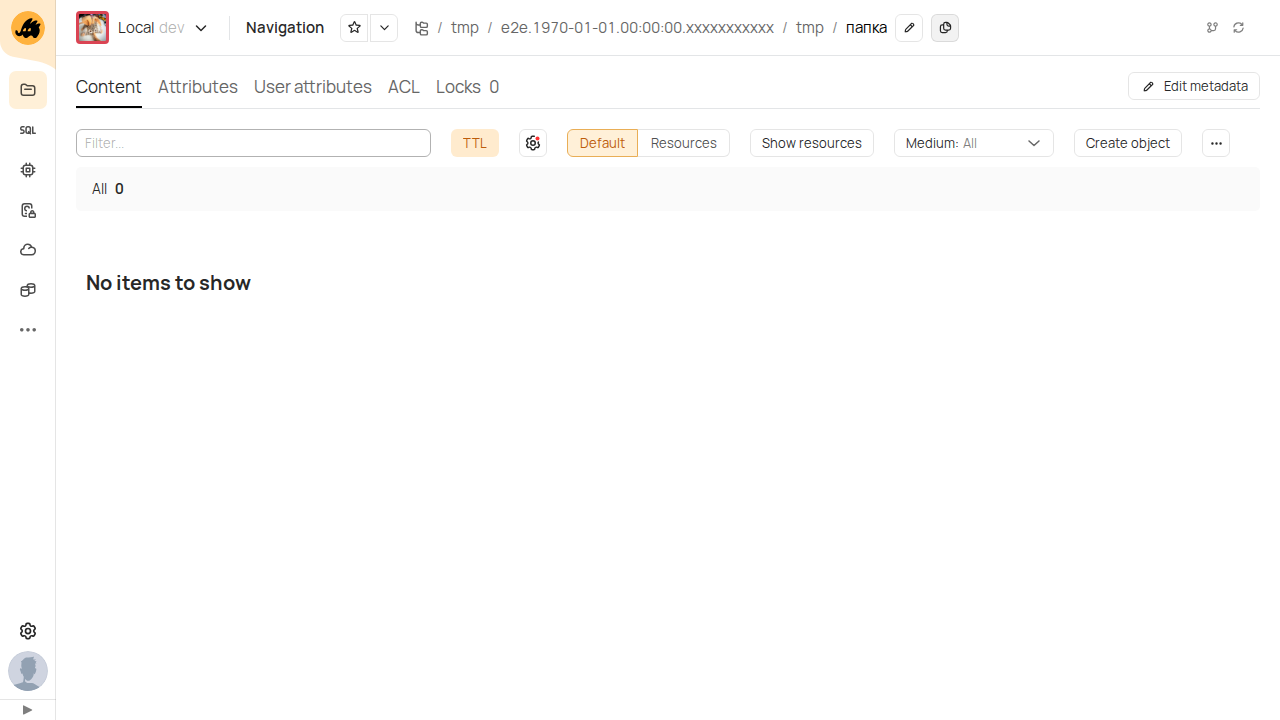 Local dev Navigation / tmp / e2e.1970-01-01.00:00:00.xxxxxxxxxxx / tmp / папка
Content Attributes User attributes ACL Locks 0 Edit metadata
SQL
Filter... TTL Default Resources Show resources Medium: All Create object
All 0
No items to show